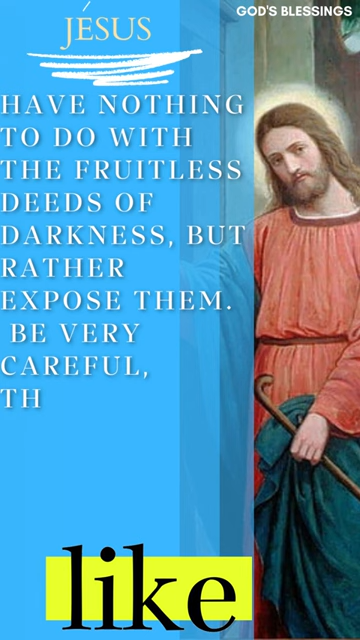 JÉSUS
GOD'S BLESSINGS
HAVE NOTHING
TO DO WITH
THE FRUITLESS
DEEDS OF
DARKNESS, BUT
RATHER
EXPOSE THEM.
BE VERY
CAREFUL,
TH
like